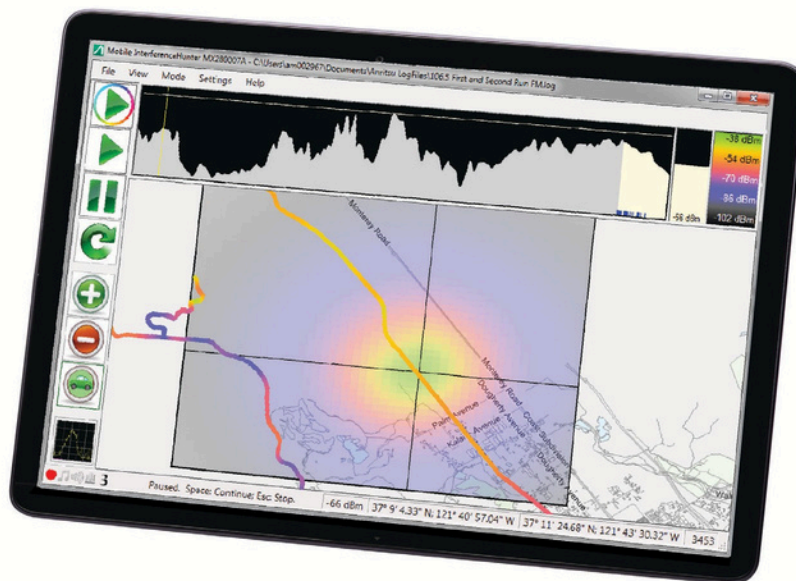 Mobile InterferenceHunter MX280007A - C:\Users\am002967\Documents\Anritsu LogFiles\106.5 First and Second Run FM.log
File View Mode Settings Help
-38 dBm
-54 dBm
-70 dBm
-86 dBm
-102 dBm
-66 dBm
Monterey Road
Monterey Road
Dougherty Avenue
Palm Avenue
Kalana Avenue
Dougherty Avenue
3
Paused. Space: Continue; Esc: Stop.
-66 dBm
37° 9' 4.33" N; 121° 40' 57.04" W
37° 11' 24.68" N; 121° 43' 30.32" W
3453